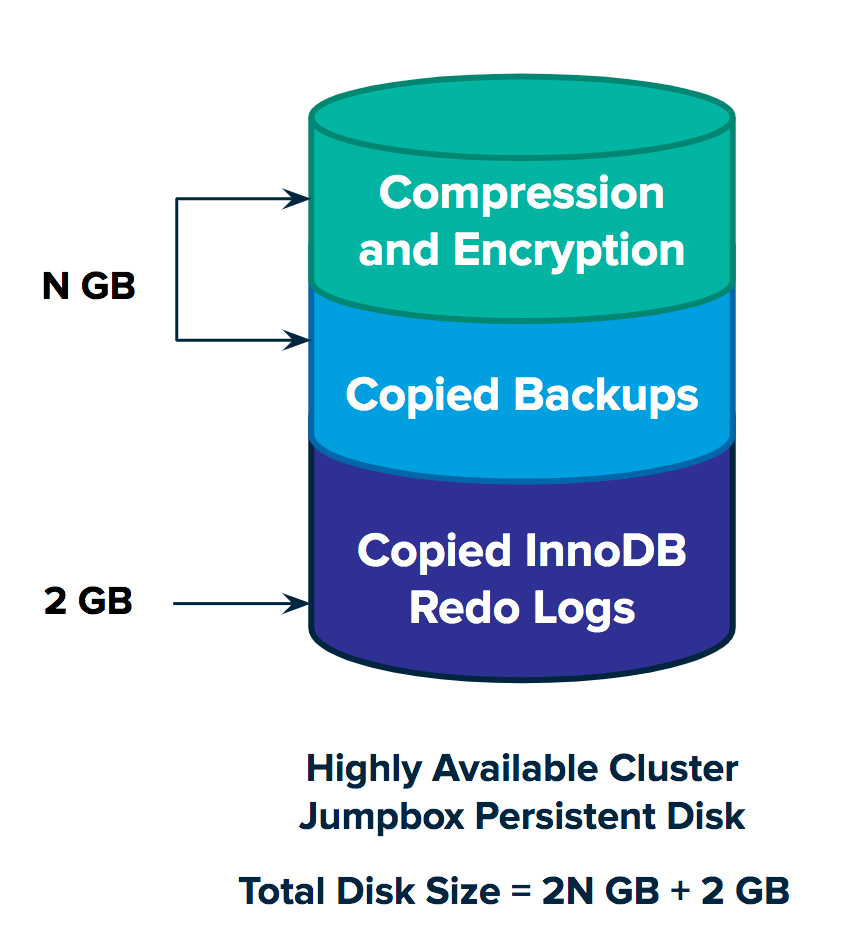 Compression
and Encryption
N GB
Copied Backups
Copied InnoDB
Redo Logs
2 GB
Highly Available Cluster
Jumpbox Persistent Disk
Total Disk Size = 2N GB + 2 GB